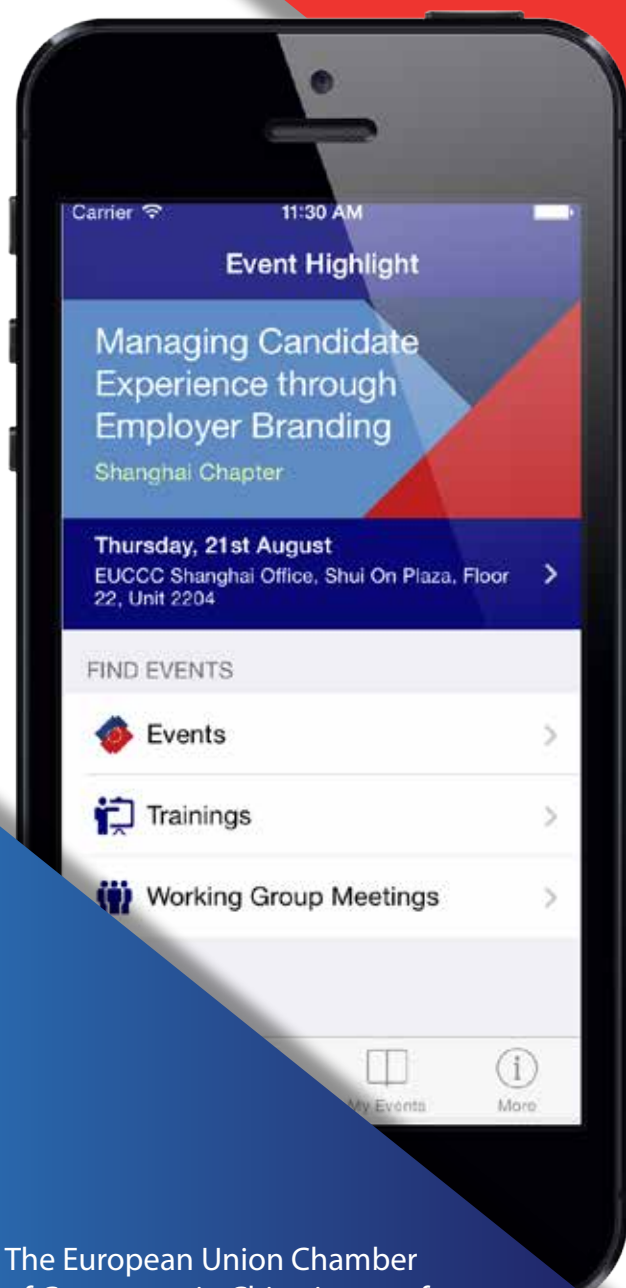 Carrier 11:30 AM
Event Highlight
Managing Candidate
Experience through
Employer Branding
Shanghai Chapter
Thursday, 21st August
EUCCC Shanghai Office, Shui On Plaza, Floor
22, Unit 2204
FIND EVENTS
Events
Trainings
Working Group Meetings
My Events More
The European Union Chamber